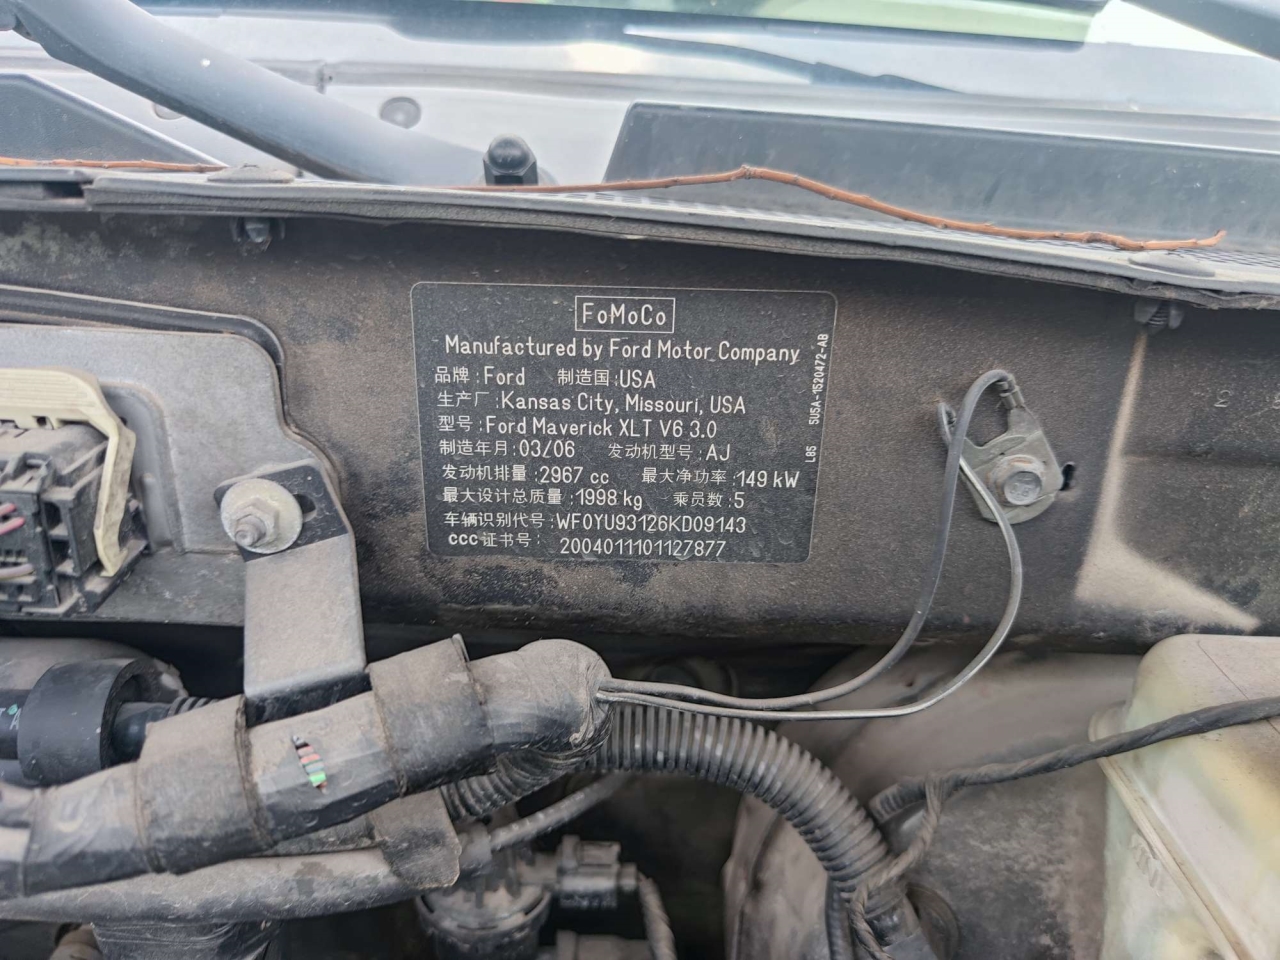 FoMoCo
Manufactured by Ford Motor Company
品牌:Ford 制造国:USA
生产厂:Kansas City, Missouri, USA
型号:Ford Maverick XLT V6 3.0
制造年月:03/06 发动机型号:AJ
发动机排量:2967 cc 最大净功率:149 kW
最大设计总质量:1998 kg 乘员数:5
车辆识别代号:WF0YU93126KD09143
CCC证书号: 2004011101127877
L8S 5U5A-1520472-AB
2